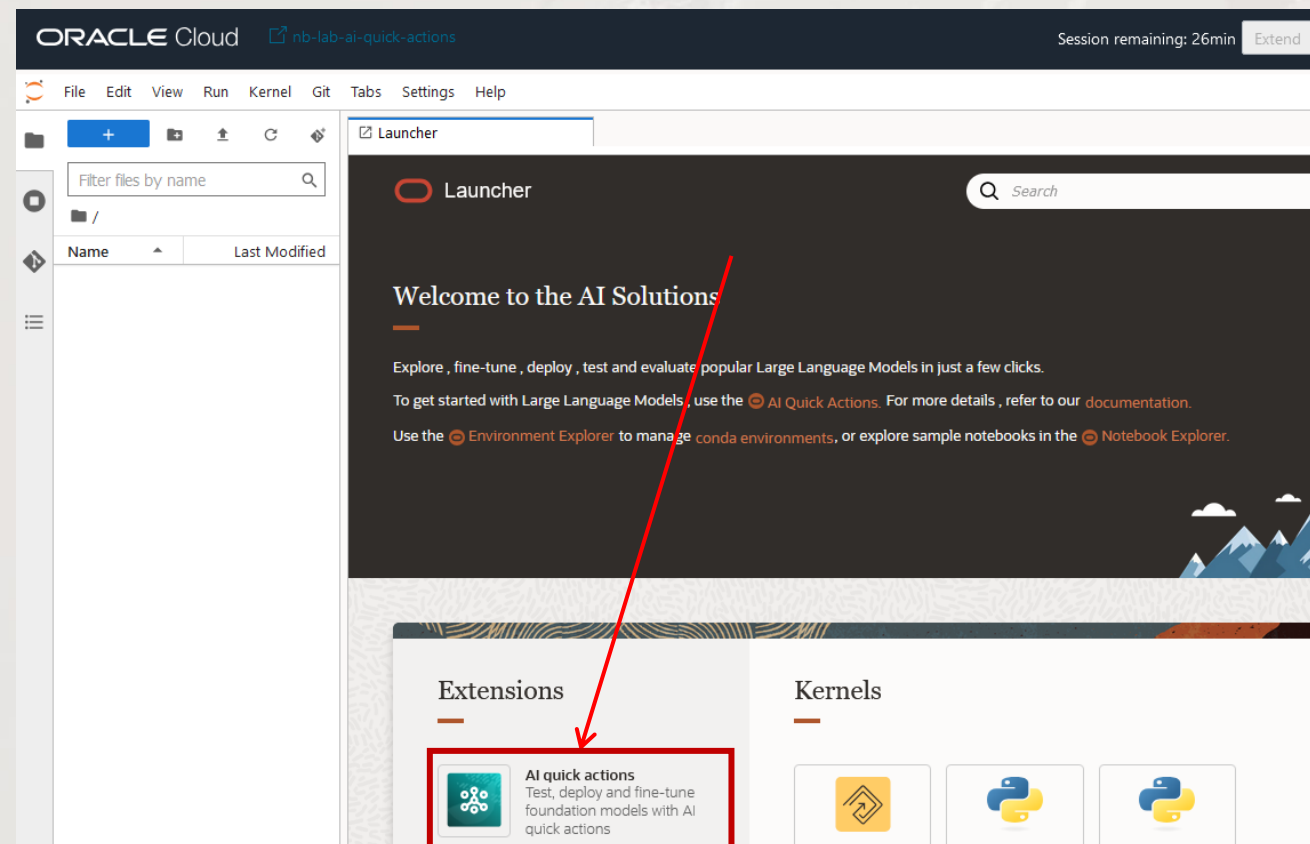 ORACLE Cloud nb-lab-ai-quick-actions Session remaining: 26min Extend
File Edit View Run Kernel Git Tabs Settings Help
+
Launcher
Filter files by name
/
Name Last Modified
Launcher
Search
Welcome to the AI Solutions
Explore , fine-tune , deploy , test and evaluate popular Large Language Models in just a few clicks.
To get started with Large Language Models , use the AI Quick Actions. For more details , refer to our documentation.
Use the Environment Explorer to manage conda environments, or explore sample notebooks in the Notebook Explorer.
Extensions
Kernels
AI quick actions
Test, deploy and fine-tune
foundation models with AI
quick actions